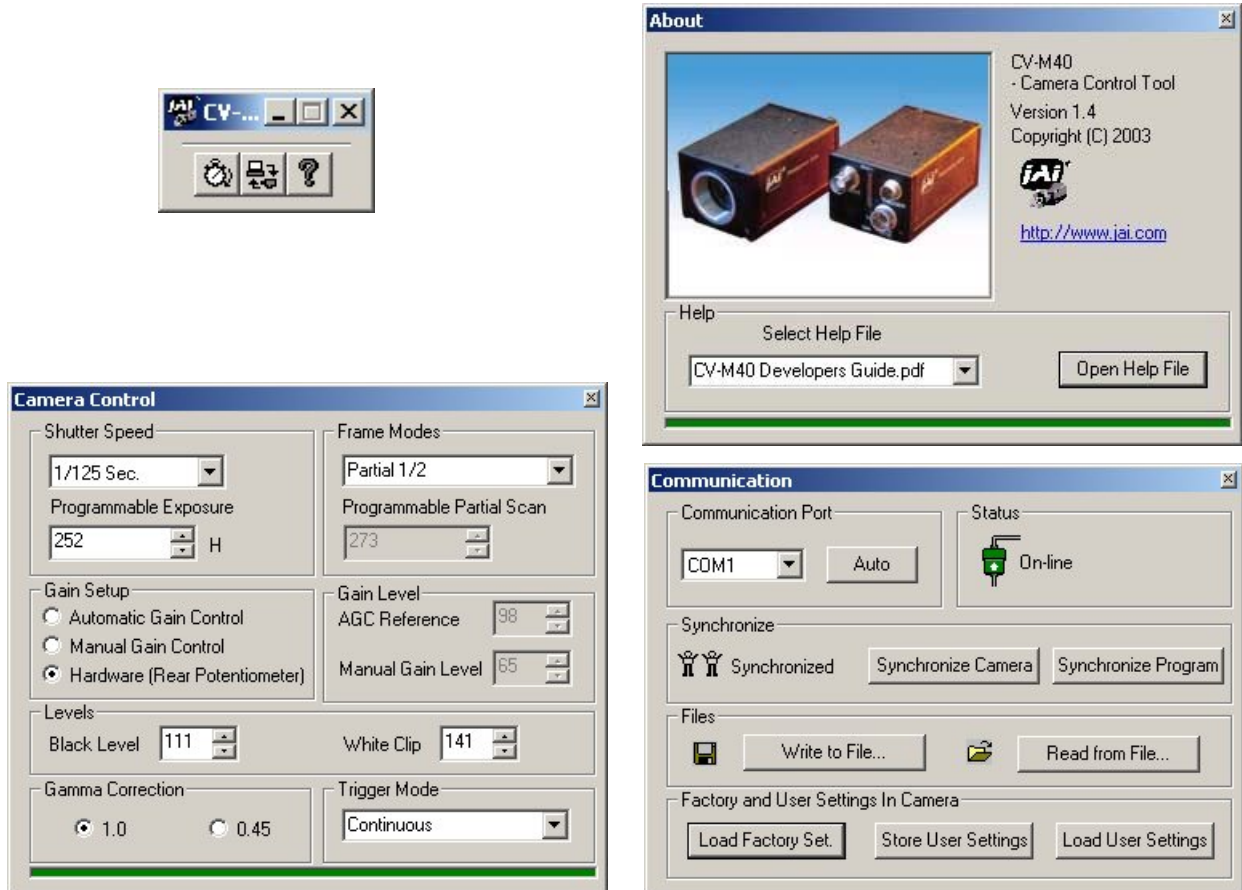 CV-...
About
CV-M40
- Camera Control Tool
Version 1.4
Copyright (C) 2003
JAI
http://www.jai.com
Help
Select Help File
CV-M40 Developers Guide.pdf
Open Help File
Camera Control
Shutter Speed
1/125 Sec.
Programmable Exposure
252 H
Frame Modes
Partial 1/2
Programmable Partial Scan
273
Gain Setup
Automatic Gain Control
Manual Gain Control
Hardware (Rear Potentiometer)
Gain Level
AGC Reference 98
Manual Gain Level 65
Levels
Black Level 111 White Clip 141
Gamma Correction
1.0 0.45
Trigger Mode
Continuous
Communication
Communication Port
COM1 Auto
Status
On-line
Synchronize
Synchronized Synchronize Camera Synchronize Program
Files
Write to File... Read from File...
Factory and User Settings In Camera
Load Factory Set. Store User Settings Load User Settings